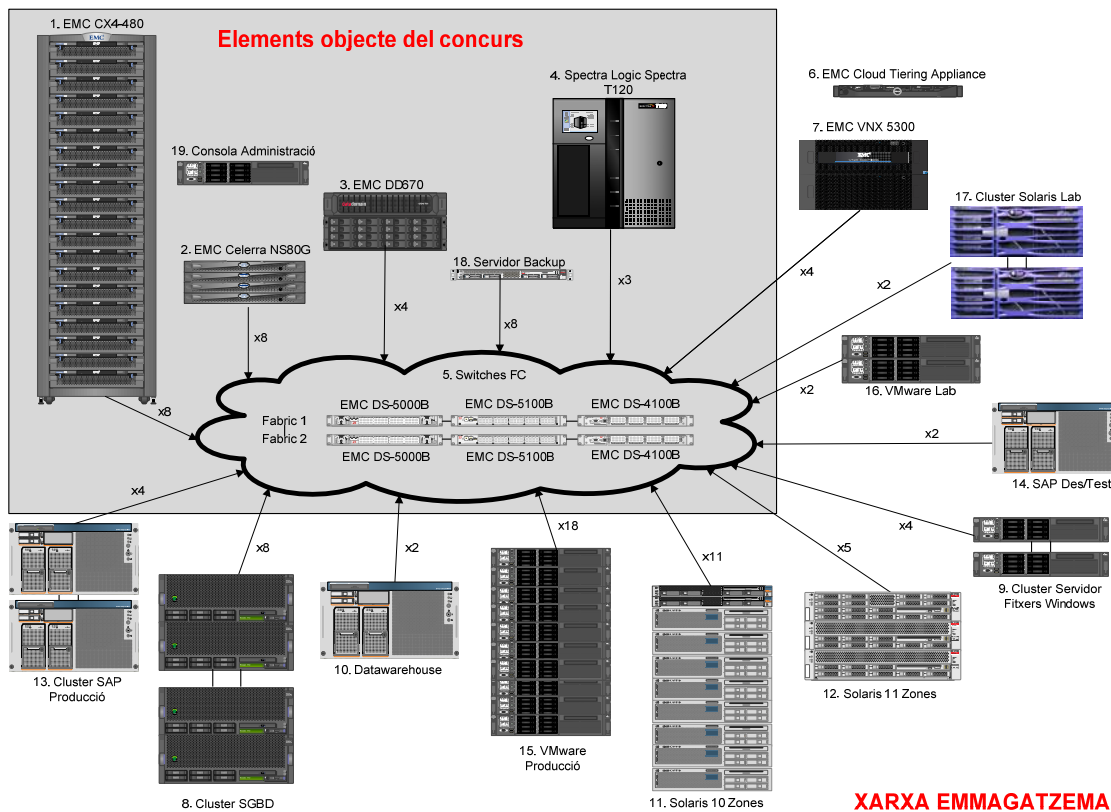 1. EMC CX4-480
EMC
Elements objecte del concurs
4. Spectra Logic Spectra
T120
6. EMC Cloud Tiering Appliance
7. EMC VNX 5300
EMC
19. Consola Administració
3. EMC DD670
17. Cluster Solaris Lab
2. EMC Celerra NS80G
18. Servidor Backup
x4
x3
x2
x4
x8
x8
16. VMware Lab
x2
5. Switches FC
x8
EMC DS-5000B
EMC DS-5100B
EMC DS-4100B
Fabric 1
Fabric 2
EMC DS-5000B
EMC DS-5100B
EMC DS-4100B
x2
14. SAP Des/Test
x4
x18
x4
x8
x2
x11
x5
9. Cluster Servidor
Fitxers Windows
10. Datawarehouse
13. Cluster SAP
Producció
12. Solaris 11 Zones
15. VMware
Producció
8. Cluster SGBD
11. Solaris 10 Zones
XARXA EMMAGATZEMA